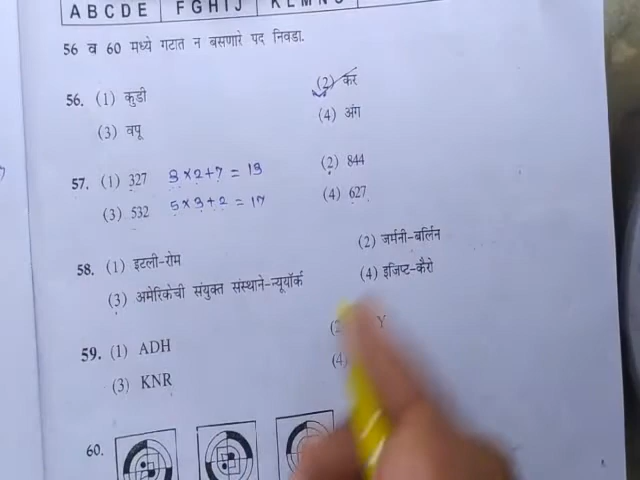 A B C D E F G H I J K L M N O
56 व 60 मध्ये गटात न बसणारे पद निवडा.
56. (1) कुडी (2) कर
(3) वपू (4) अंग
57. (1) 327 3×2+7 = 13 (2) 844
(3) 532 5×3+2 = 17 (4) 627
58. (1) इटली-रोम (2) जर्मनी-बर्लिन
(3) अमेरिकेची संयुक्त संस्थाने-न्यूयॉर्क (4) इजिप्ट-कैरो
59. (1) ADH (2 Y
(3) KNR (4)
60.